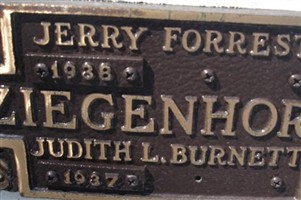 JERRY FORREST
1938
ZIEGENHOR
JUDITH L. BURNETT
1937